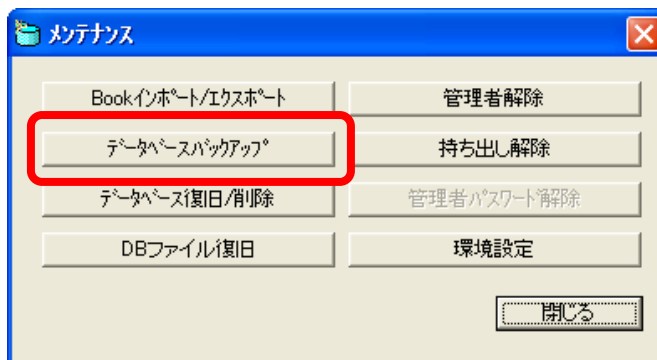 メンテナンス
Bookインポート/エクスポート
管理者解除
データベースバックアップ
持ち出し解除
データベース復旧/削除
管理者パスワード解除
DBファイル復旧
環境設定
閉じる